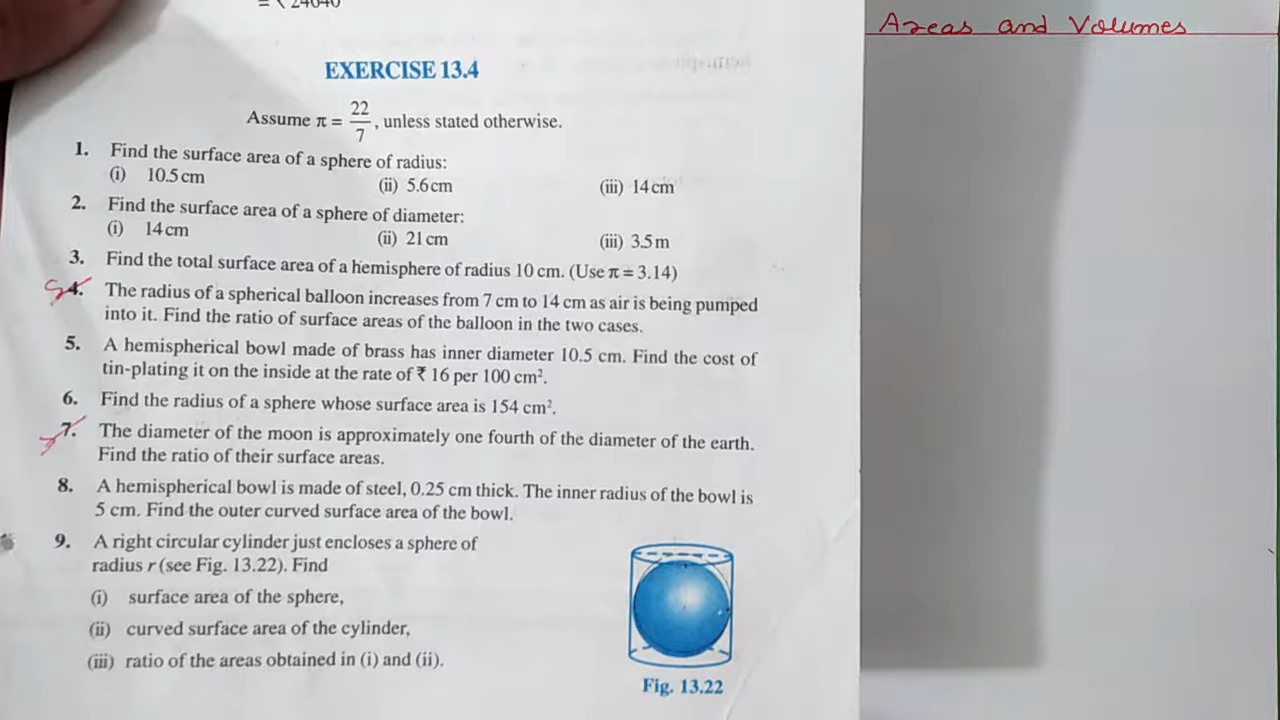 = ₹ 24640
Areas and Volumes
EXERCISE 13.4
Assume π = 22/7, unless stated otherwise.
1. Find the surface area of a sphere of radius:
(i) 10.5 cm (ii) 5.6 cm (iii) 14 cm
2. Find the surface area of a sphere of diameter:
(i) 14 cm (ii) 21 cm (iii) 3.5 m
3. Find the total surface area of a hemisphere of radius 10 cm. (Use π = 3.14)
4. The radius of a spherical balloon increases from 7 cm to 14 cm as air is being pumped
into it. Find the ratio of surface areas of the balloon in the two cases.
5. A hemispherical bowl made of brass has inner diameter 10.5 cm. Find the cost of
tin-plating it on the inside at the rate of ₹ 16 per 100 cm².
6. Find the radius of a sphere whose surface area is 154 cm².
7. The diameter of the moon is approximately one fourth of the diameter of the earth.
Find the ratio of their surface areas.
8. A hemispherical bowl is made of steel, 0.25 cm thick. The inner radius of the bowl is
5 cm. Find the outer curved surface area of the bowl.
9. A right circular cylinder just encloses a sphere of
radius r (see Fig. 13.22). Find
(i) surface area of the sphere,
(ii) curved surface area of the cylinder,
(iii) ratio of the areas obtained in (i) and (ii).
Fig. 13.22